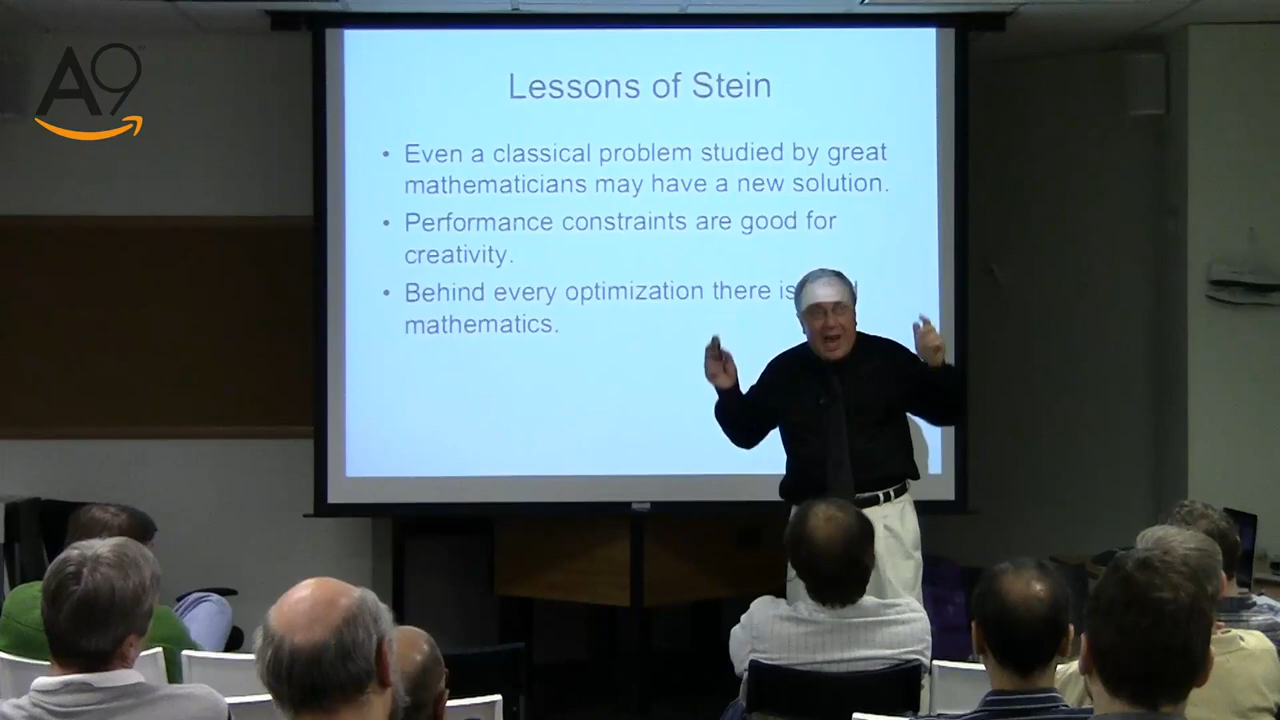 A9
Lessons of Stein
• Even a classical problem studied by great
mathematicians may have a new solution.
• Performance constraints are good for
creativity.
• Behind every optimization there is
mathematics.